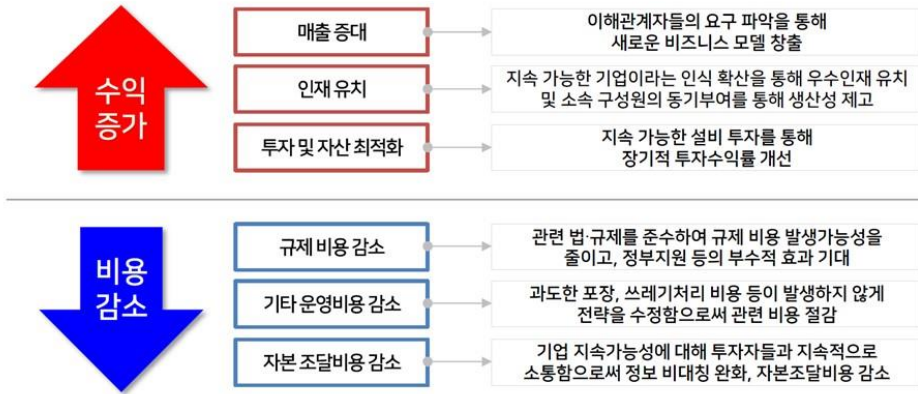 수익
증가
매출 증대
이해관계자들의 요구 파악을 통해
새로운 비즈니스 모델 창출
인재 유치
지속 가능한 기업이라는 인식 확산을 통해 우수인재 유치
및 소속 구성원의 동기부여를 통해 생산성 제고
투자 및 자산 최적화
지속 가능한 설비 투자를 통해
장기적 투자수익률 개선
비용
감소
규제 비용 감소
관련 법·규제를 준수하여 규제 비용 발생가능성을
줄이고, 정부지원 등의 부수적 효과 기대
기타 운영비용 감소
과도한 포장, 쓰레기처리 비용 등이 발생하지 않게
전략을 수정함으로써 관련 비용 절감
자본 조달비용 감소
기업 지속가능성에 대해 투자자들과 지속적으로
소통함으로써 정보 비대칭 완화, 자본조달비용 감소